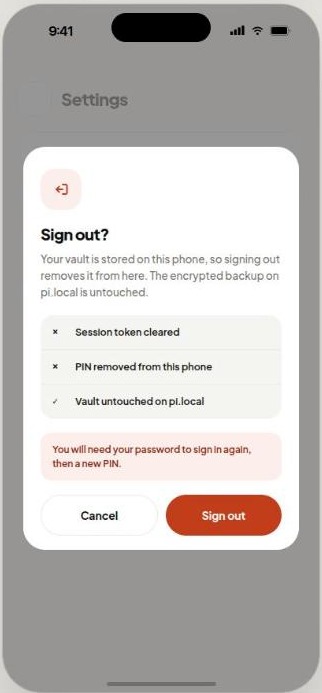 9:41
Settings
Sign out?
Your vault is stored on this phone, so signing out
removes it from here. The encrypted backup on
pi.local is untouched.
× Session token cleared
× PIN removed from this phone
✓ Vault untouched on pi.local
You will need your password to sign in again,
then a new PIN.
Cancel Sign out